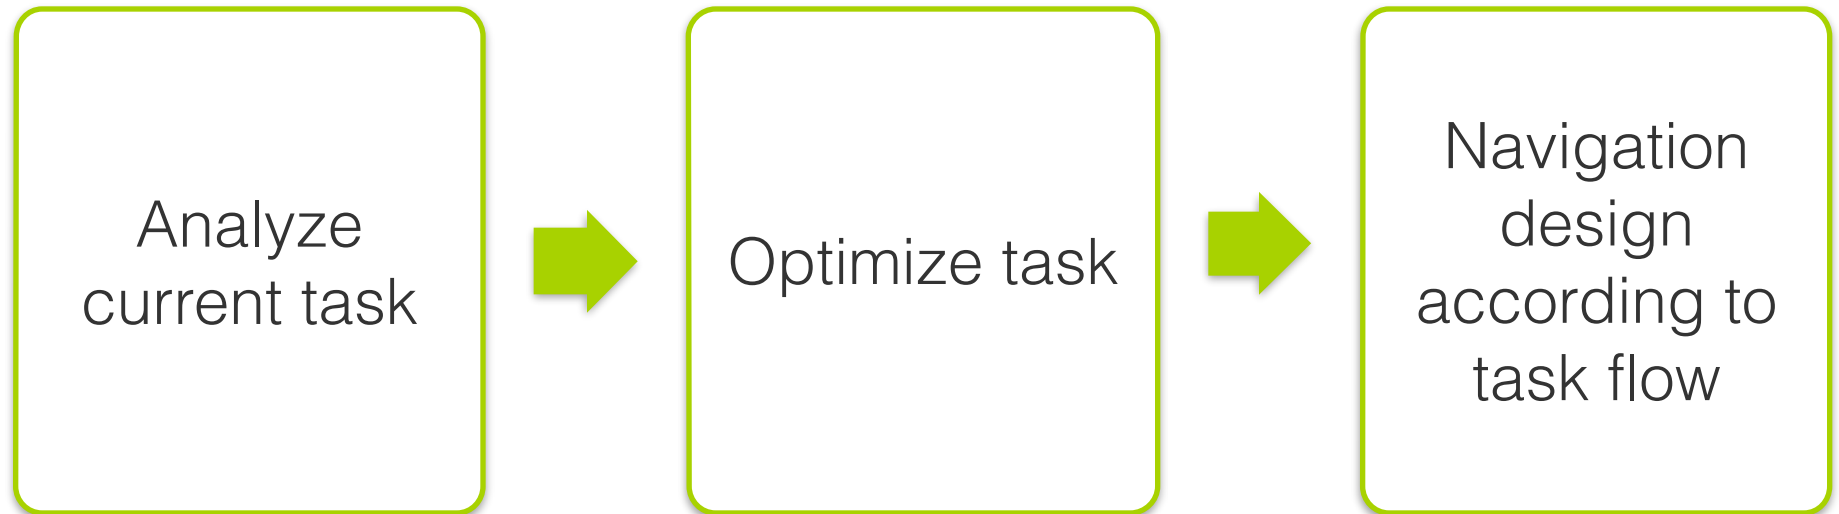 Analyze
current task
Optimize task
Navigation
design
according to
task flow